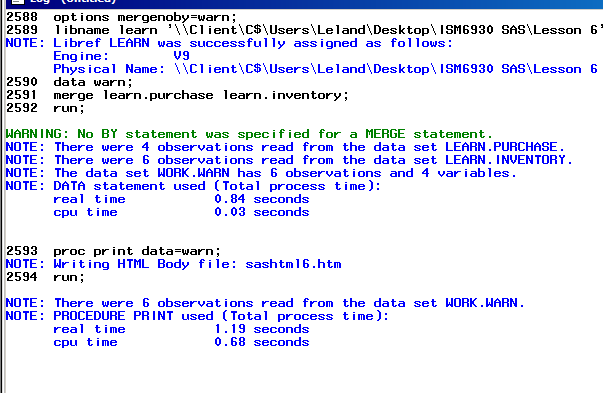 Log - (Untitled)
2588  options mergenoby=warn;
2589  libname learn '\\Client\C$\Users\Leland\Desktop\ISM6930 SAS\Lesson 6'
NOTE: Libref LEARN was successfully assigned as follows:
      Engine:        V9
      Physical Name: \\Client\C$\Users\Leland\Desktop\ISM6930 SAS\Lesson 6
2590  data warn;
2591  merge learn.purchase learn.inventory;
2592  run;
WARNING: No BY statement was specified for a MERGE statement.
NOTE: There were 4 observations read from the data set LEARN.PURCHASE.
NOTE: There were 6 observations read from the data set LEARN.INVENTORY.
NOTE: The data set WORK.WARN has 6 observations and 4 variables.
NOTE: DATA statement used (Total process time):
      real time           0.84 seconds
      cpu time            0.03 seconds
2593  proc print data=warn;
NOTE: Writing HTML Body file: sashtml6.htm
2594  run;
NOTE: There were 6 observations read from the data set WORK.WARN.
NOTE: PROCEDURE PRINT used (Total process time):
      real time           1.19 seconds
      cpu time            0.68 seconds